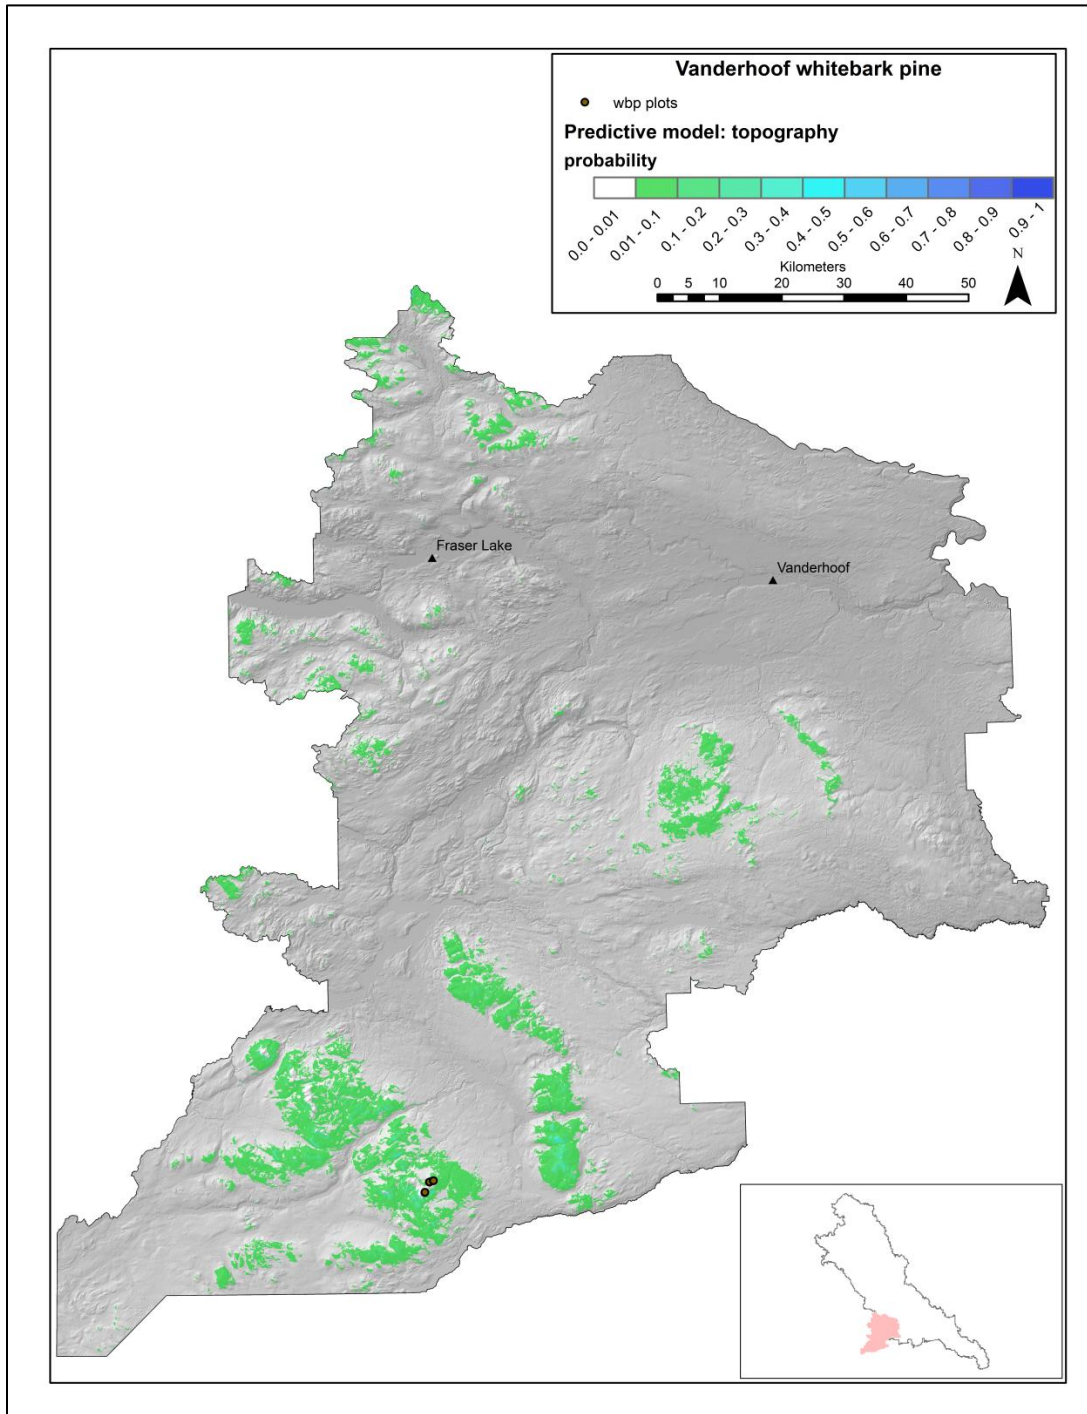 Vanderhoof whitebark pine
wbp plots
Predictive model: topography
probability
0.0 - 0.01
0.01 - 0.1
0.1 - 0.2
0.2 - 0.3
0.3 - 0.4
0.4 - 0.5
0.5 - 0.6
0.6 - 0.7
0.7 - 0.8
0.8 - 0.9
0.9 - 1
Kilometers
0 5 10 20 30 40 50
N
Fraser Lake
Vanderhoof